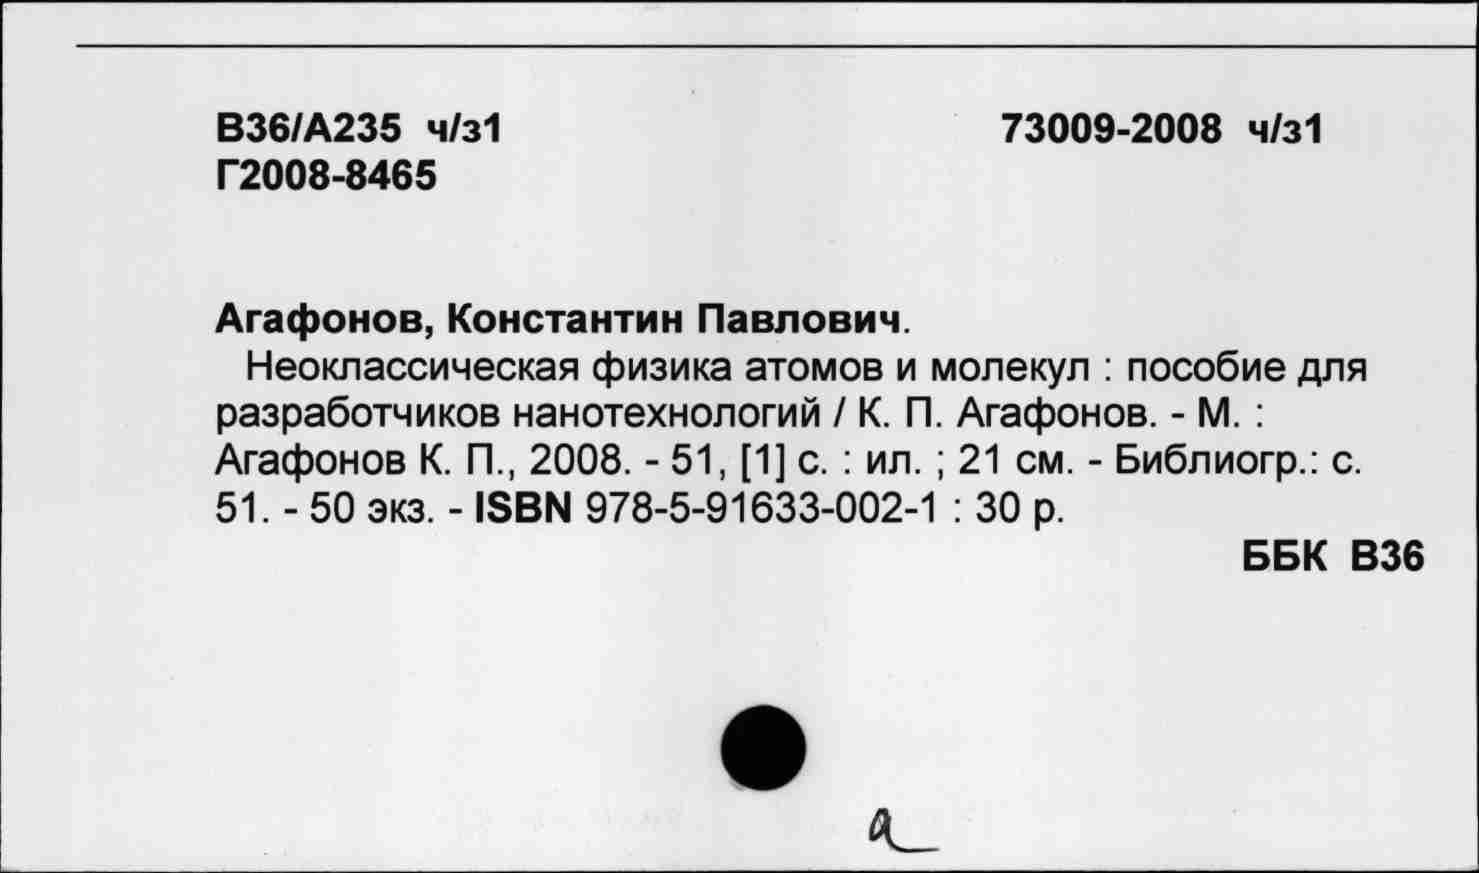 В36/А235 ч/з1 73009-2008 ч/з1
Г2008-8465
Агафонов, Константин Павлович.
Неоклассическая физика атомов и молекул : пособие для
разработчиков нанотехнологий / К. П. Агафонов. - М. :
Агафонов К. П., 2008. - 51, [1] с. : ил. ; 21 см. - Библиогр.: с.
51. - 50 экз. - ISBN 978-5-91633-002-1 : 30 р.
ББК В36
а